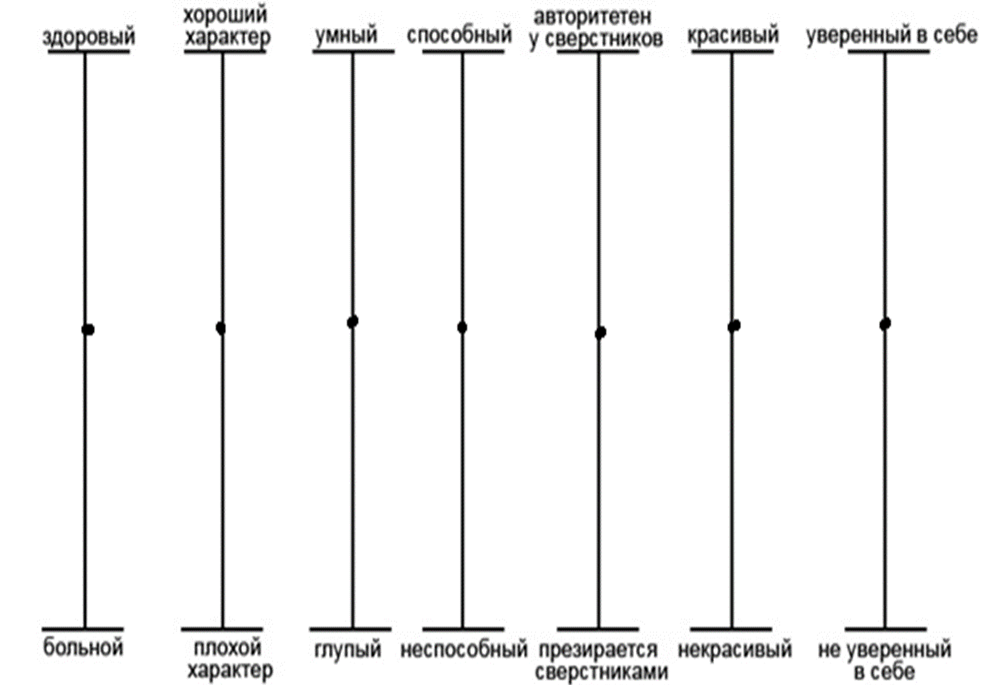 здоровый
хороший
характер
умный
способный
авторитетен
у сверстников
красивый
уверенный в себе
больной
плохой
характер
глупый
неспособный
презирается
сверстниками
некрасивый
не уверенный
в себе